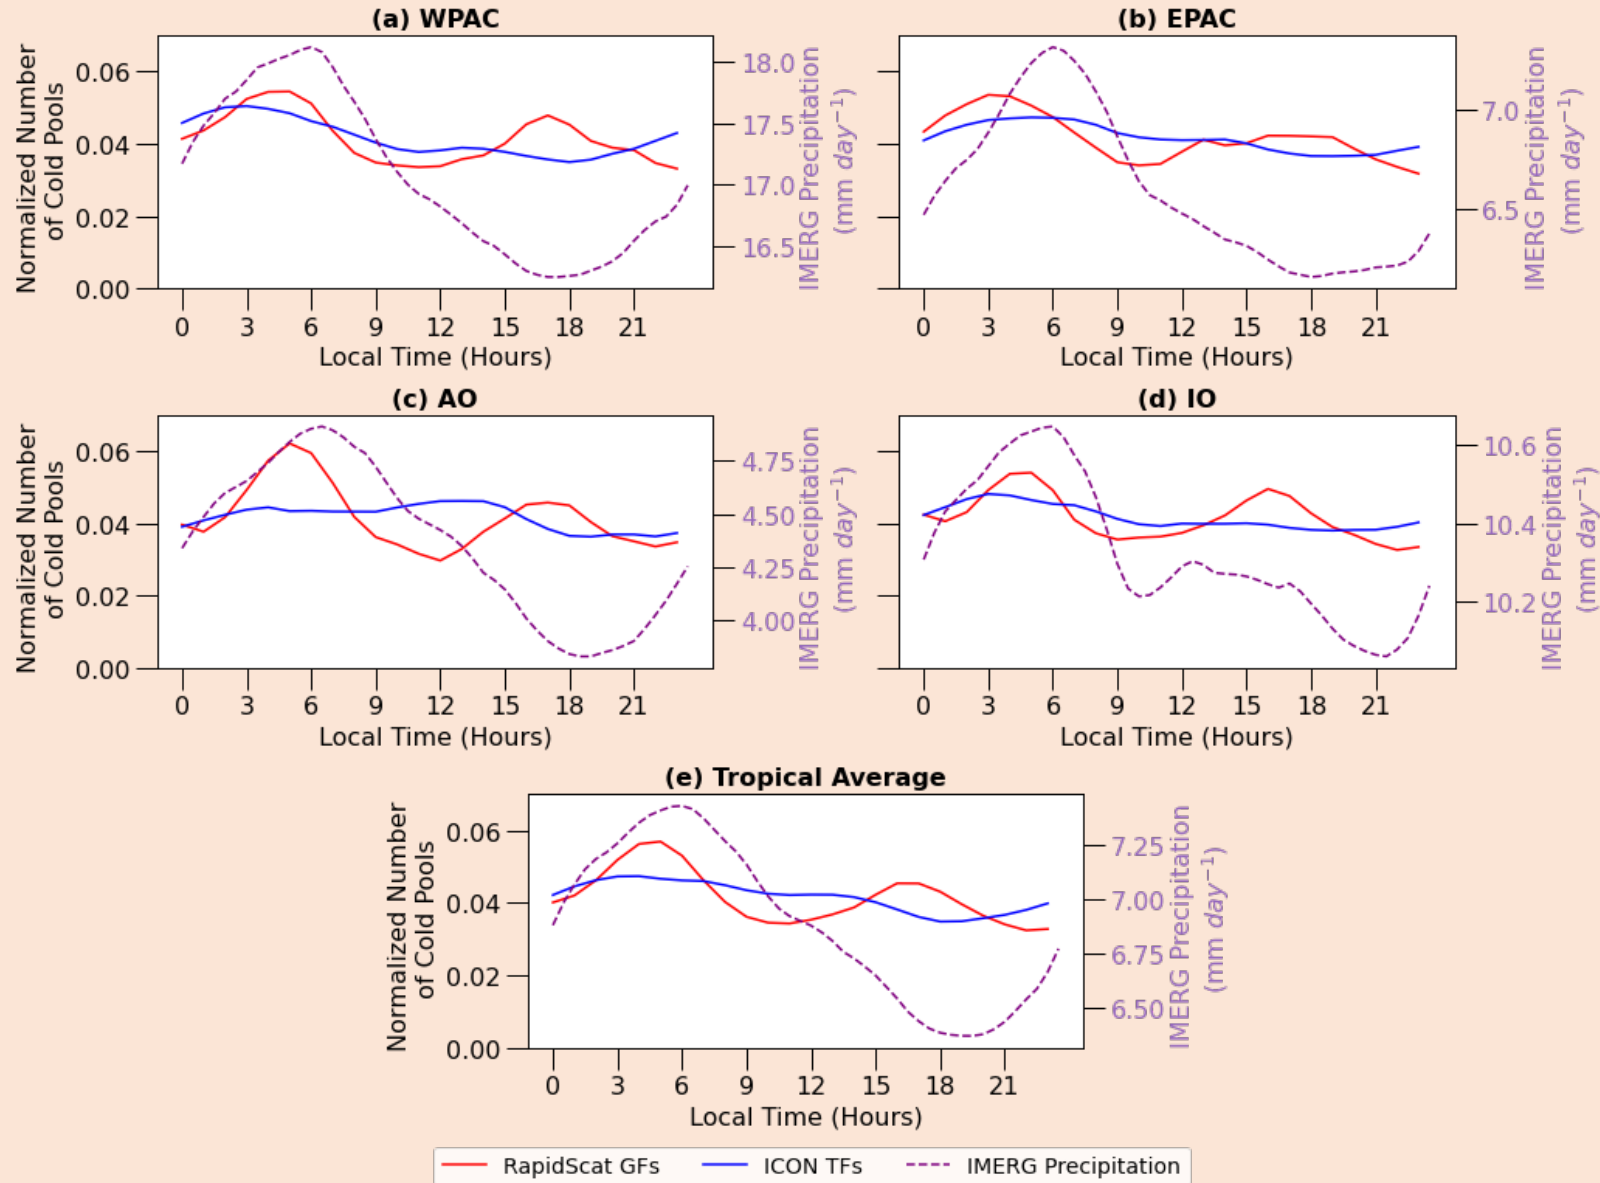 (a) WPAC
Normalized Number
of Cold Pools
0.06
0.04
0.02
0.00
18.0
17.5
17.0
16.5
IMERG Precipitation
(mm day⁻¹)
0 3 6 9 12 15 18 21
Local Time (Hours)
(b) EPAC
7.0
6.5
IMERG Precipitation
(mm day⁻¹)
0 3 6 9 12 15 18 21
Local Time (Hours)
(c) AO
Normalized Number
of Cold Pools
0.06
0.04
0.02
0.00
4.75
4.50
4.25
4.00
IMERG Precipitation
(mm day⁻¹)
0 3 6 9 12 15 18 21
Local Time (Hours)
(d) IO
10.6
10.4
10.2
IMERG Precipitation
(mm day⁻¹)
0 3 6 9 12 15 18 21
Local Time (Hours)
(e) Tropical Average
Normalized Number
of Cold Pools
0.06
0.04
0.02
0.00
7.25
7.00
6.75
6.50
IMERG Precipitation
(mm day⁻¹)
0 3 6 9 12 15 18 21
Local Time (Hours)
RapidScat GFs ICON TFs IMERG Precipitation